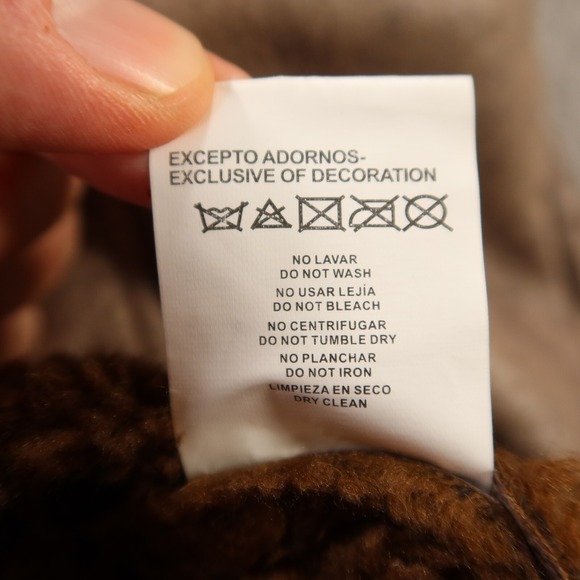 EXCEPTO ADORNOS-
EXCLUSIVE OF DECORATION
NO LAVAR
DO NOT WASH
NO USAR LEJÍA
DO NOT BLEACH
NO CENTRIFUGAR
DO NOT TUMBLE DRY
NO PLANCHAR
DO NOT IRON
LIMPIEZA EN SECO
DRY CLEAN